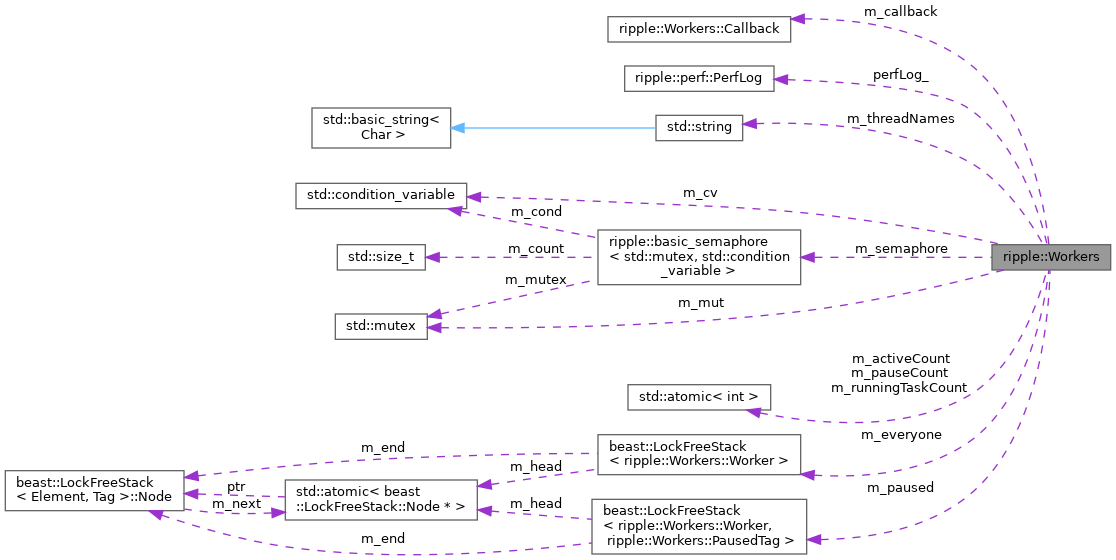 m_callback
ripple::Workers::Callback
perfLog_
ripple::perf::PerfLog
m_threadNames
std::basic_string<
Char >
std::string
m_cv
std::condition_variable
m_cond
ripple::basic_semaphore
< std::mutex, std::condition
_variable >
m_semaphore
ripple::Workers
m_count
std::size_t
m_mutex
m_mut
std::mutex
m_activeCount
m_pauseCount
m_runningTaskCount
std::atomic< int >
m_everyone
beast::LockFreeStack
< ripple::Workers::Worker >
m_end
m_head
beast::LockFreeStack
< Element, Tag >::Node
ptr
m_next
std::atomic< beast
::LockFreeStack::Node * >
m_head
m_paused
beast::LockFreeStack
< ripple::Workers::Worker,
ripple::Workers::PausedTag >
m_end